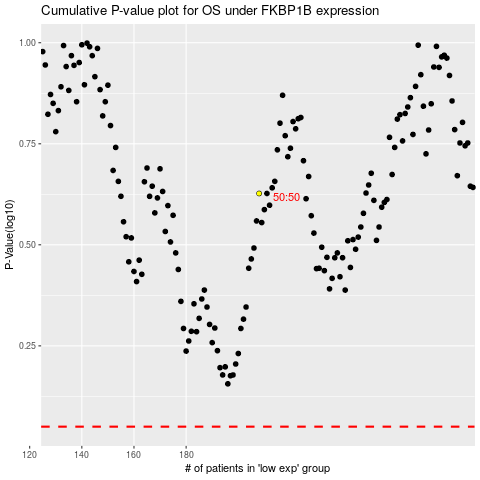 Cumulative P-value plot for OS under FKBP1B expression
P-Value(log10)
1.00
0.75
0.50
0.25
50:50
120 140 160 180
# of patients in 'low exp' group